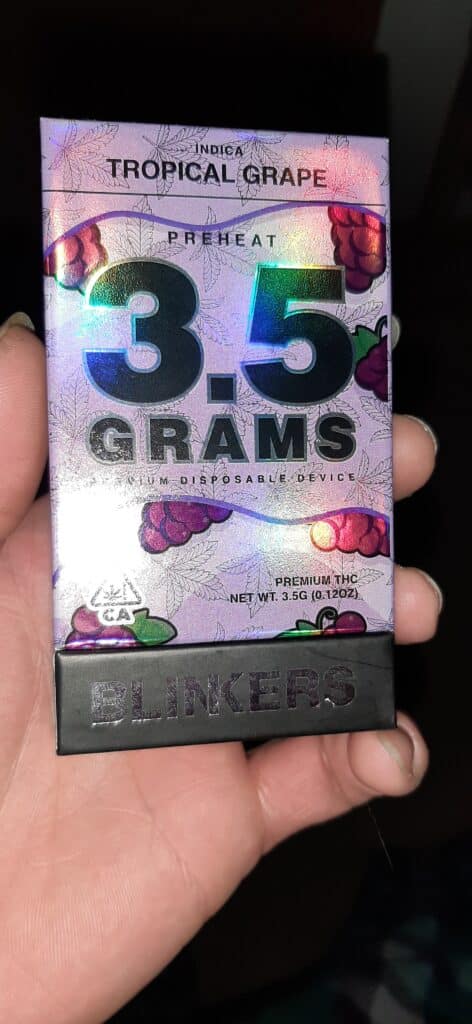 INDICA
TROPICAL GRAPE
PREHEAT
3.5
GRAMS
DISPOSABLE DEVICE
PREMIUM THC
NET WT. 3.5G (0.12OZ)
CA
BLINKERS